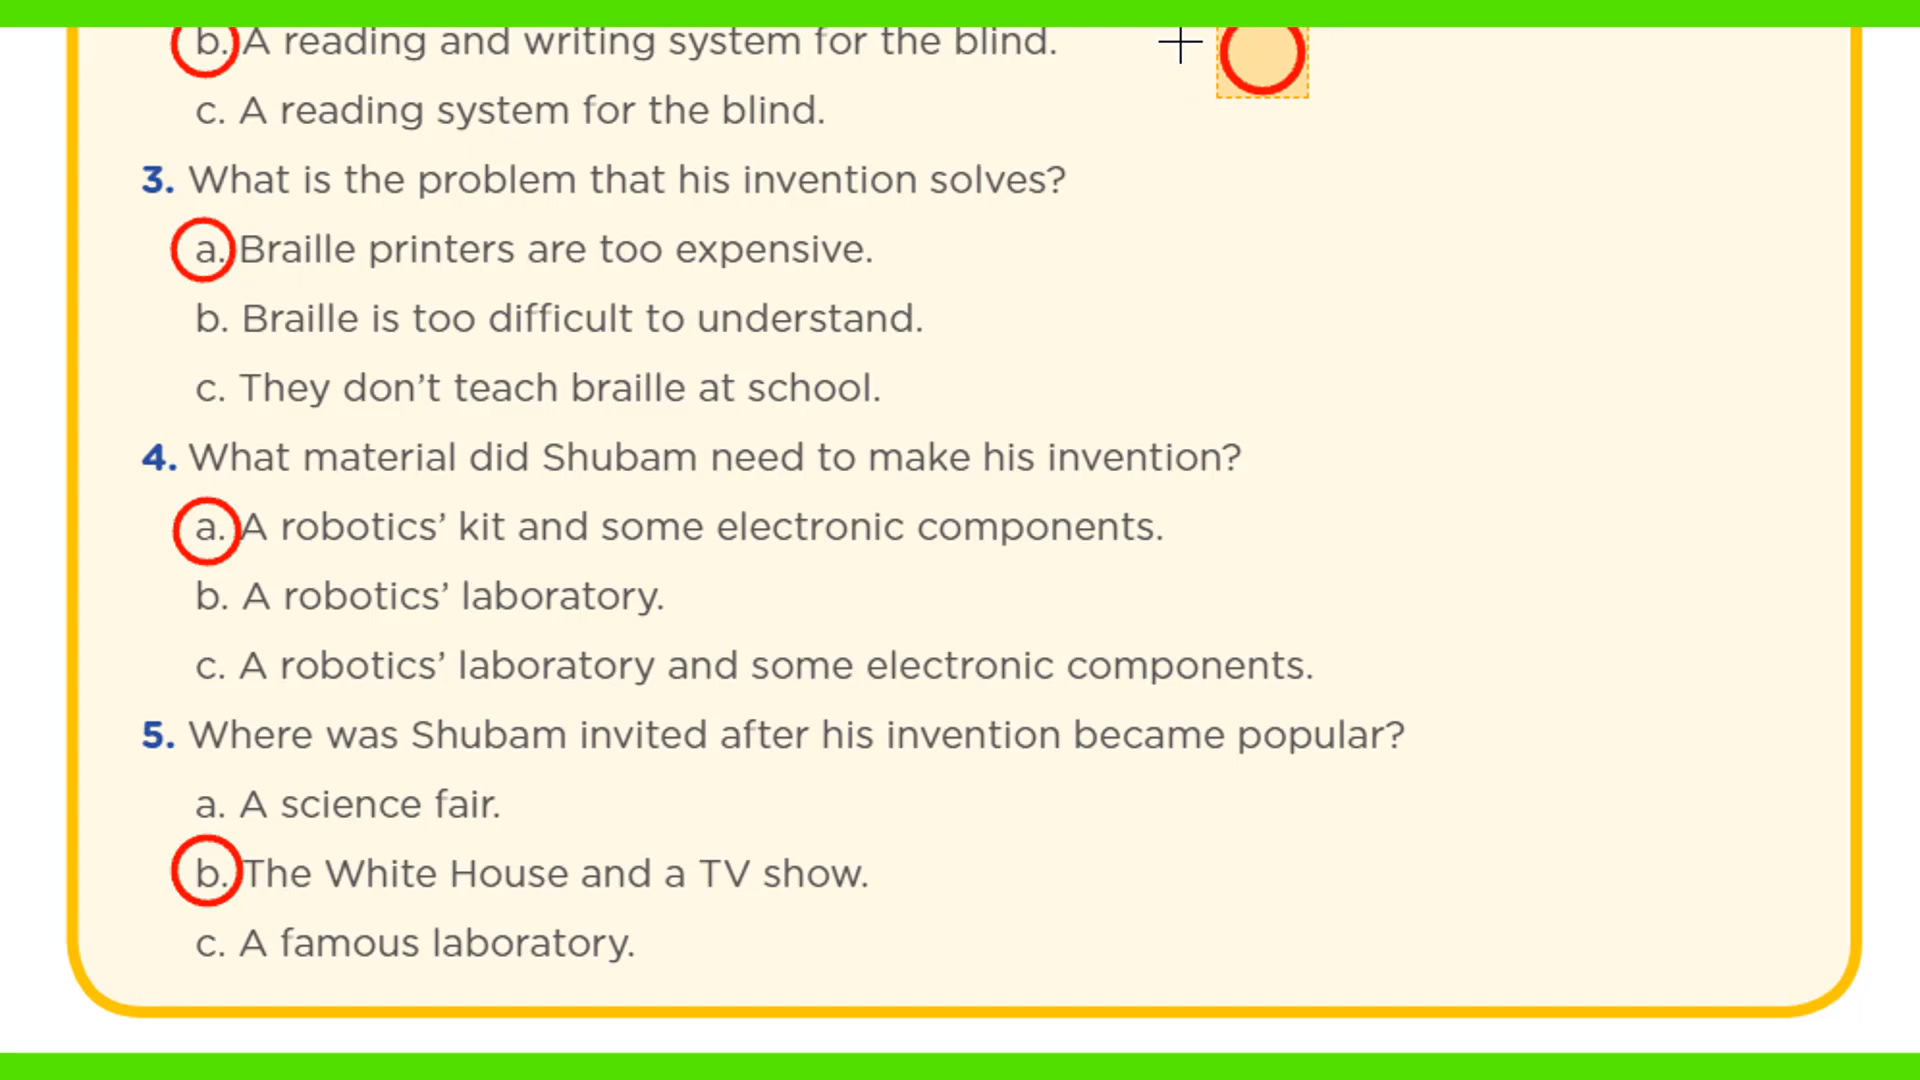 b. A reading and writing system for the blind.
c. A reading system for the blind.
3. What is the problem that his invention solves?
a. Braille printers are too expensive.
b. Braille is too difficult to understand.
c. They don’t teach braille at school.
4. What material did Shubam need to make his invention?
a. A robotics’ kit and some electronic components.
b. A robotics’ laboratory.
c. A robotics’ laboratory and some electronic components.
5. Where was Shubam invited after his invention became popular?
a. A science fair.
b. The White House and a TV show.
c. A famous laboratory.